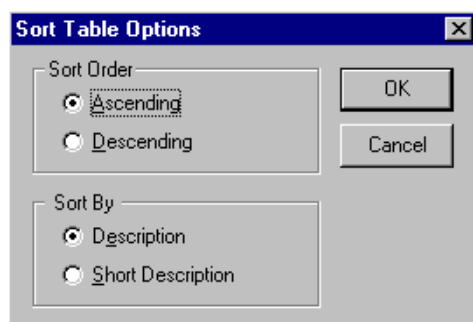 Sort Table Options
Sort Order
Ascending
Descending
OK
Cancel
Sort By
Description
Short Description